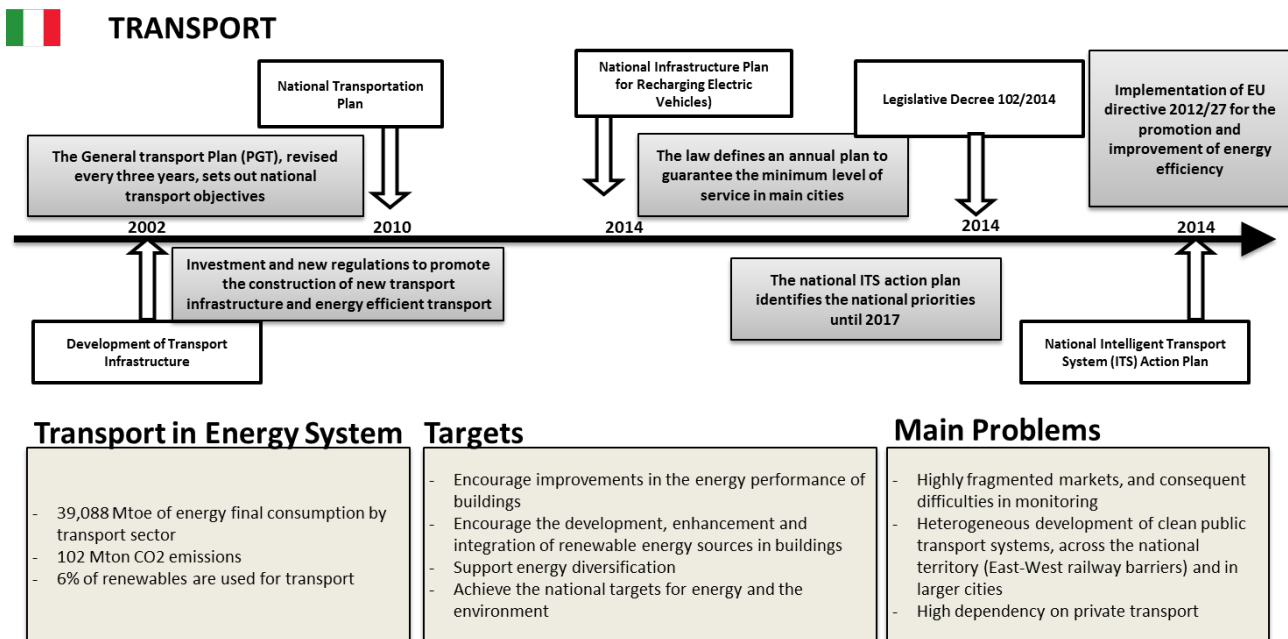 TRANSPORT
National Transportation
Plan
National Infrastructure Plan
for Recharging Electric
Vehicles)
Legislative Decree 102/2014
Implementation of EU
directive 2012/27 for the
promotion and
improvement of energy
efficiency
The General transport Plan (PGT), revised
every three years, sets out national
transport objectives
The law defines an annual plan to
guarantee the minimum level of
service in main cities
2002
2010
2014
2014
2014
Investment and new regulations to promote
the construction of new transport
infrastructure and energy efficient transport
The national ITS action plan
identifies the national priorities
until 2017
Development of Transport
Infrastructure
National Intelligent Transport
System (ITS) Action Plan
Transport in Energy System
- 39,088 Mtoe of energy final consumption by
transport sector
- 102 Mton CO2 emissions
- 6% of renewables are used for transport
Targets
- Encourage improvements in the energy performance of
buildings
- Encourage the development, enhancement and
integration of renewable energy sources in buildings
- Support energy diversification
- Achieve the national targets for energy and the
environment
Main Problems
- Highly fragmented markets, and consequent
difficulties in monitoring
- Heterogeneous development of clean public
transport systems, across the national
territory (East-West railway barriers) and in
larger cities
- High dependency on private transport